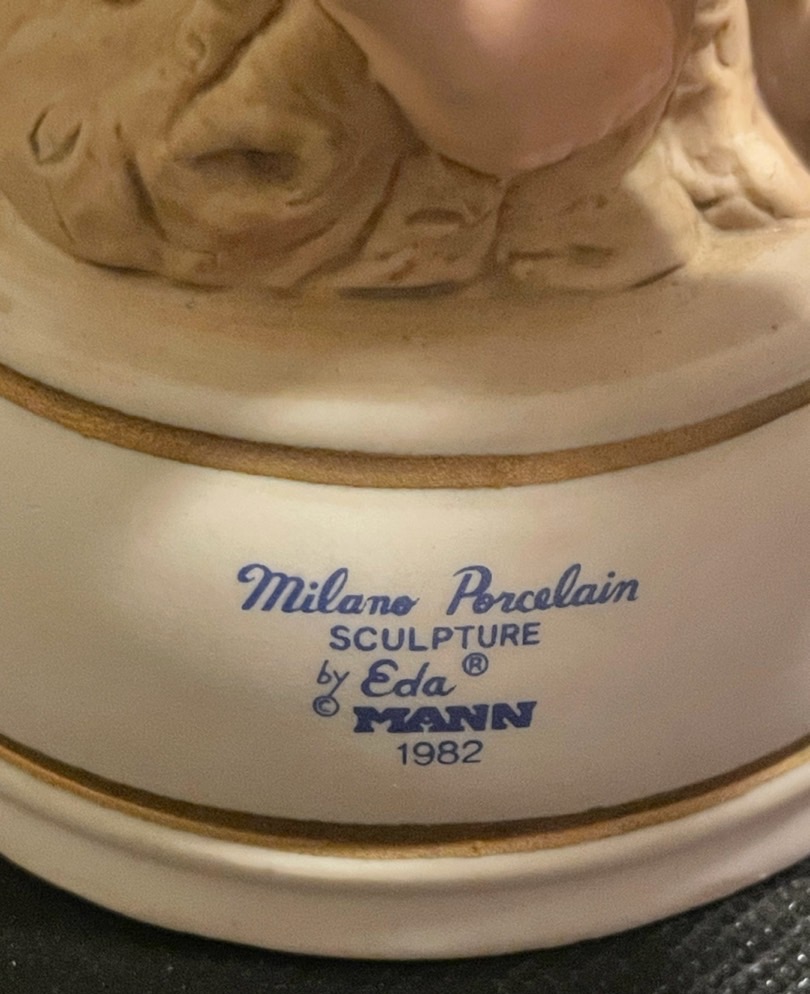 Milano Porcelain
SCULPTURE
by Eda ®
© MANN
1982